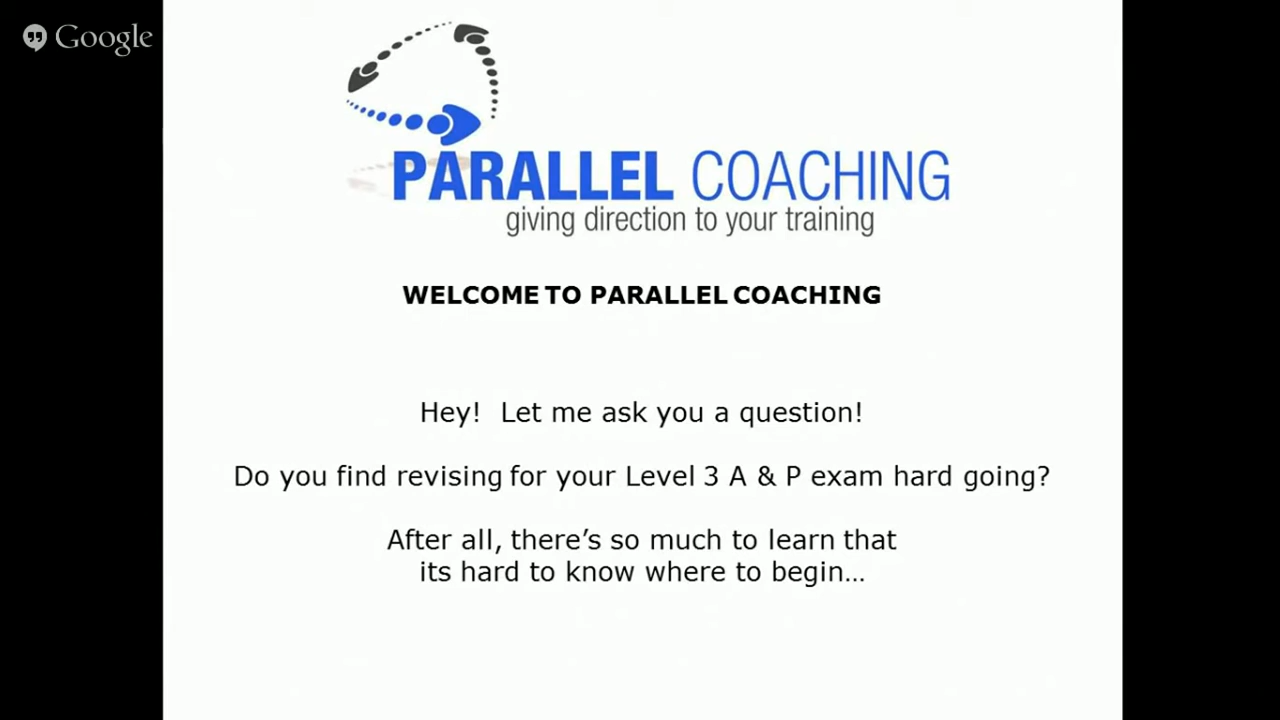 Google
PARALLEL COACHING
giving direction to your training
WELCOME TO PARALLEL COACHING
Hey! Let me ask you a question!
Do you find revising for your Level 3 A & P exam hard going?
After all, there’s so much to learn that
its hard to know where to begin…